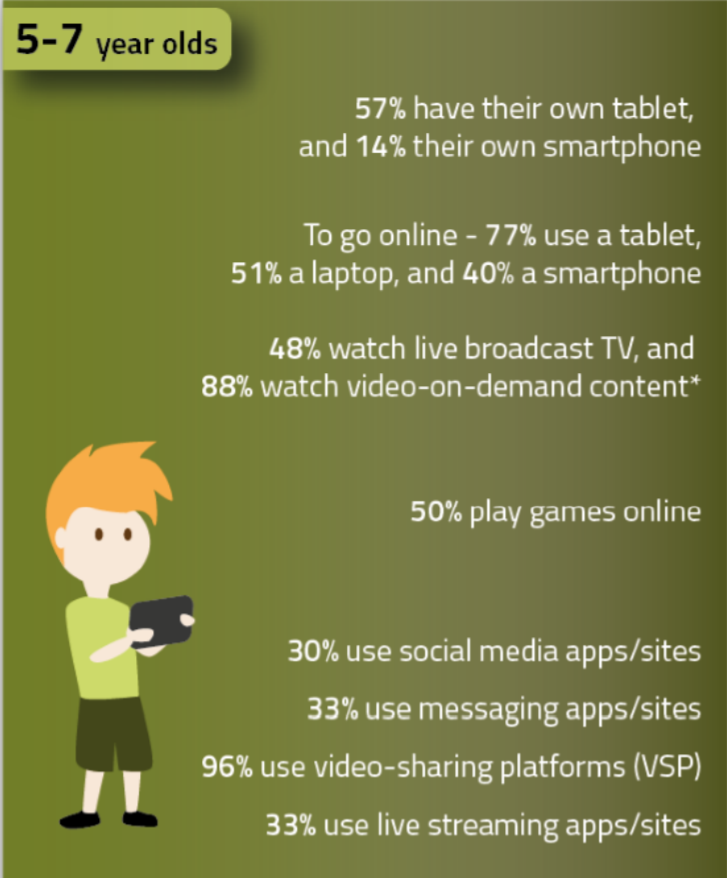 5-7 year olds
57% have their own tablet,
and 14% their own smartphone
To go online - 77% use a tablet,
51% a laptop, and 40% a smartphone
48% watch live broadcast TV, and
88% watch video-on-demand content*
50% play games online
30% use social media apps/sites
33% use messaging apps/sites
96% use video-sharing platforms (VSP)
33% use live streaming apps/sites